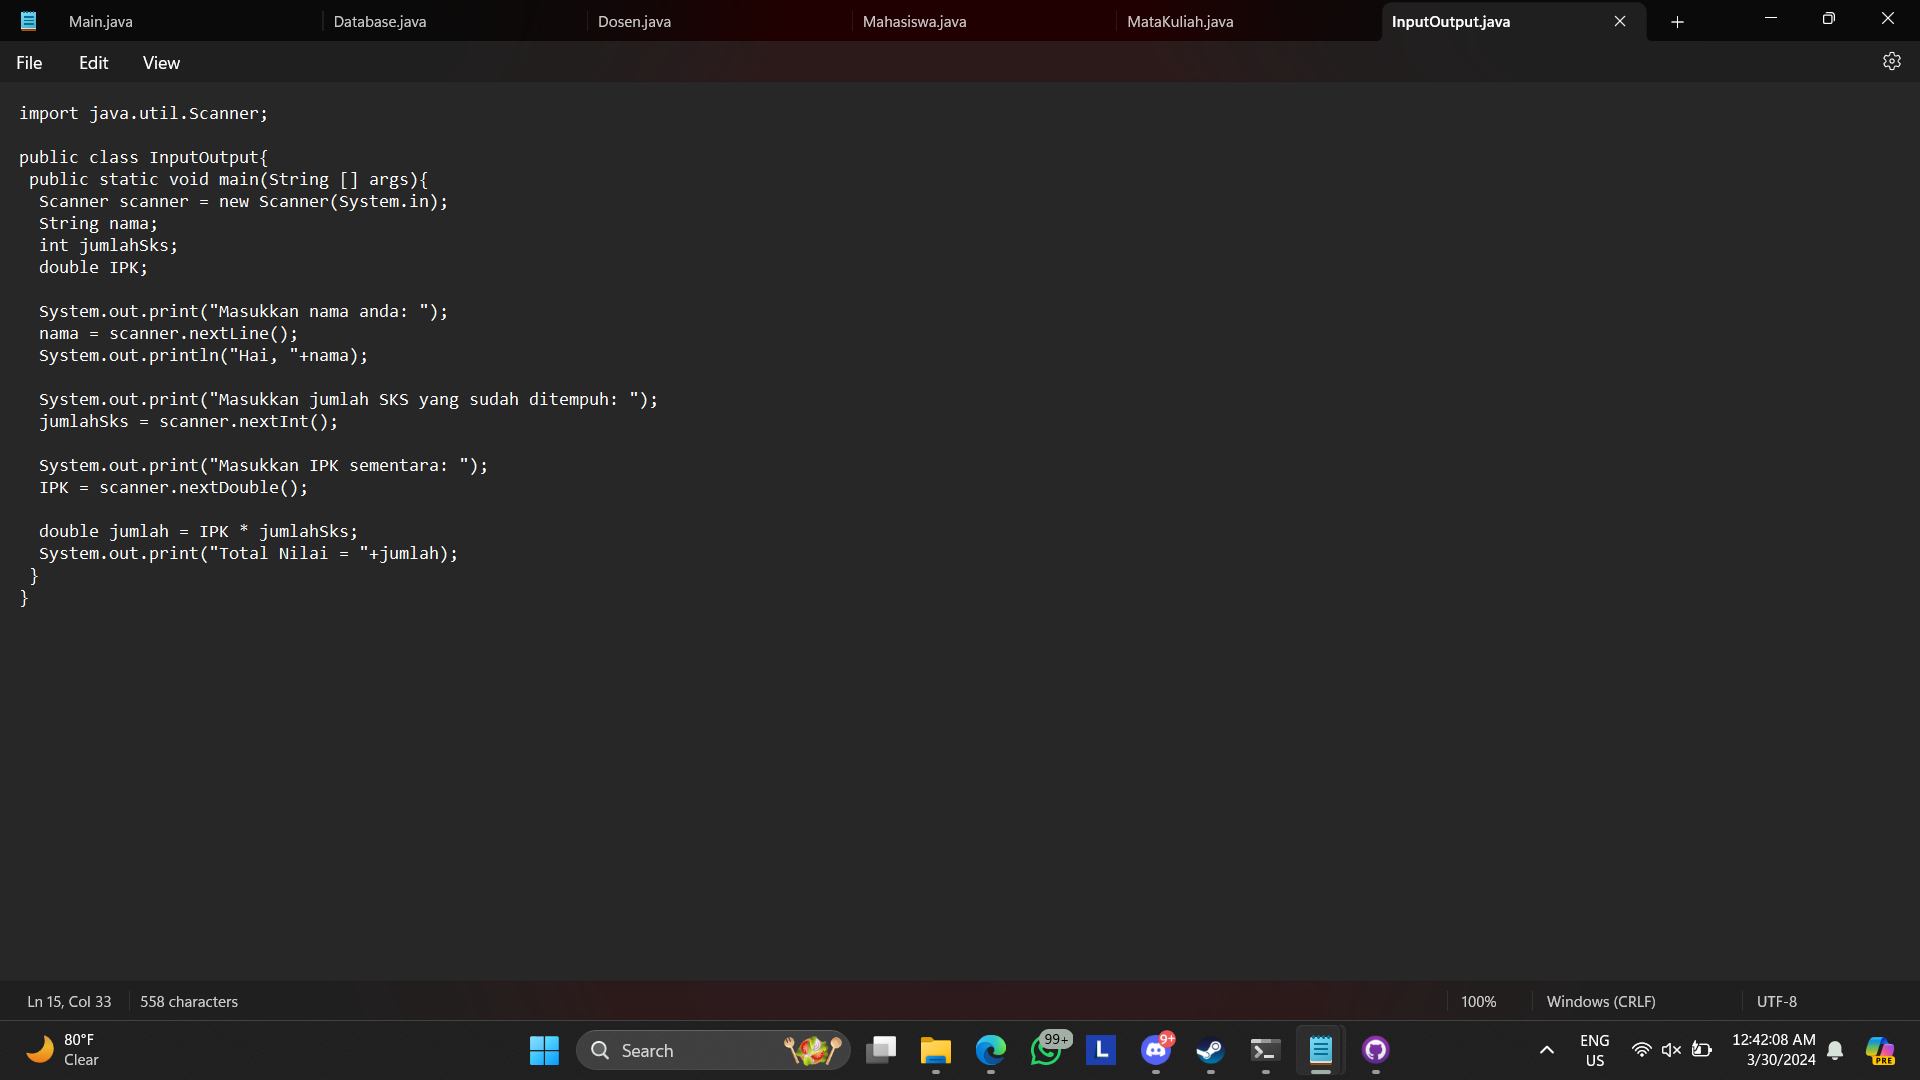 Main.java
Database.java
Dosen.java
Mahasiswa.java
MataKuliah.java
InputOutput.java
File
Edit
View
import java.util.Scanner;
public class InputOutput{
public static void main(String [] args){
Scanner scanner = new Scanner(System.in);
String nama;
int jumlahSks;
double IPK;
System.out.print("Masukkan nama anda: ");
nama = scanner.nextLine();
System.out.println("Hai, "+nama);
System.out.print("Masukkan jumlah SKS yang sudah ditempuh: ");
jumlahSks = scanner.nextInt();
System.out.print("Masukkan IPK sementara: ");
IPK = scanner.nextDouble();
double jumlah = IPK * jumlahSks;
System.out.print("Total Nilai = "+jumlah);
}
}
Ln 15, Col 33
558 characters
100%
Windows (CRLF)
UTF-8
80°F
Clear
Search
99+
L
9+
ENG
US
12:42:08 AM
3/30/2024
PRE